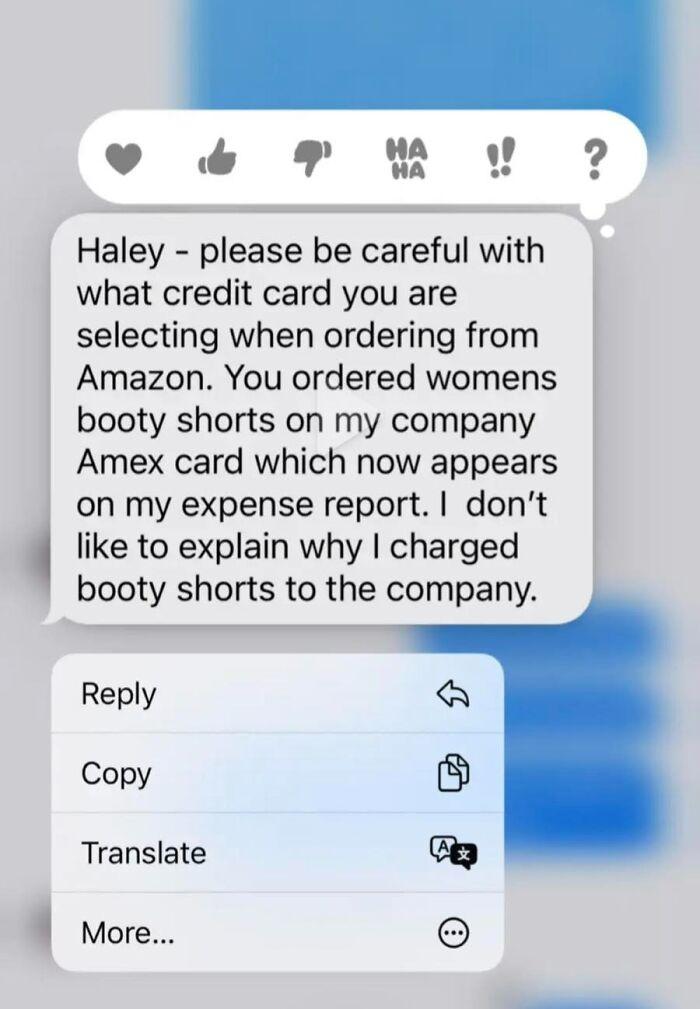 HA
HA
!!
?
Haley - please be careful with
what credit card you are
selecting when ordering from
Amazon. You ordered womens
booty shorts on my company
Amex card which now appears
on my expense report. I  don't
like to explain why I charged
booty shorts to the company.
Reply
Copy
Translate
A 文
More...